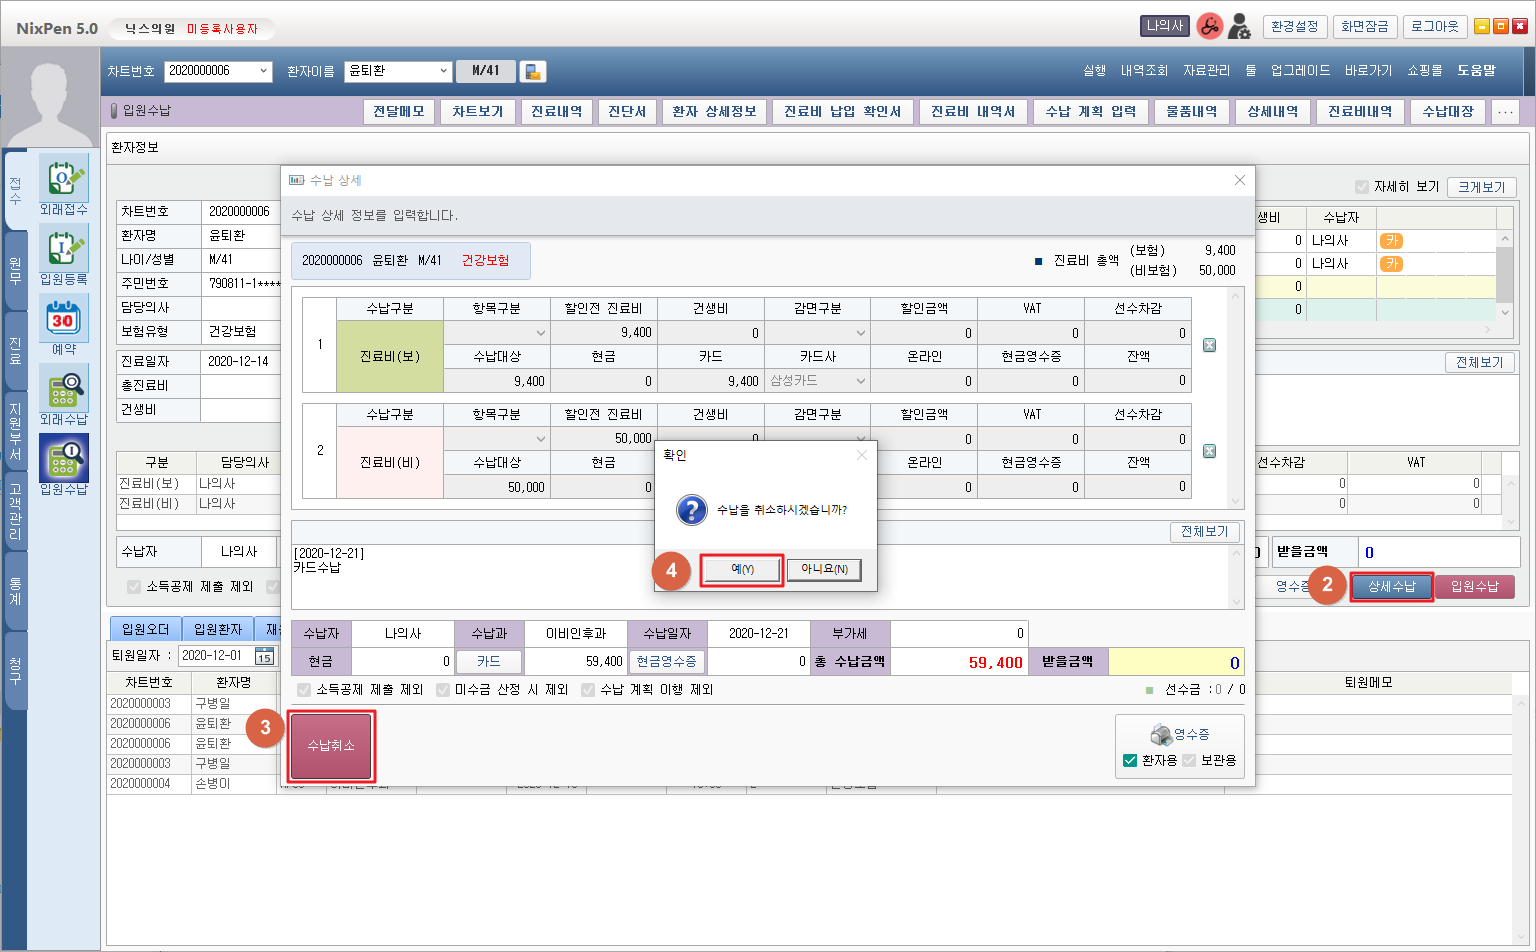 NixPen 5.0 닉스의원 미등록사용자 나의사 환경설정 화면잠금 로그아웃
차트번호 2020000006 환자이름 윤퇴환 M/41 실행 내역조회 자료관리 툴 업그레이드 바로가기 쇼핑몰 도움말
입원수납 전달메모 차트보기 진료내역 진단서 환자 상세정보 진료비 납입 확인서 진료비 내역서 수납 계획 입력 물품내역 상세내역 진료비내역 수납대장 ...
환자정보
접수
원무
진료
지원부서
고객관리
통계
청구
외래접수
입원등록
30
예약
외래수납
입원수납
자세히 보기 크게보기
차트번호 2020000006
환자명 윤퇴환
나이/성별 M/41
주민번호 790811-1****
담당의사
보험유형 건강보험
진료일자 2020-12-14
총진료비
건생비
구분 담당의사
진료비(보) 나의사
진료비(비) 나의사
수납자 나의사
소득공제 제출 제외
입원오더 입원환자
퇴원일자 : 2020-12-01 15
차트번호 환자명
2020000003 구병일
2020000006 윤퇴환
2020000006 윤퇴환
2020000003 구병일
2020000004 손병이
수납 상세
수납 상세 정보를 입력합니다.
2020000006 윤퇴환 M/41 건강보험
진료비 총액 (보험) 9,400
(비보험) 50,000
수납구분 항목구분 할인전 진료비 건생비 감면구분 할인금액 VAT 선수차감
1 진료비(보) 9,400 0 0 0 0
수납대상 현금 카드 카드사 온라인 현금영수증 잔액
9,400 0 9,400 삼성카드 0 0 0
수납구분 항목구분 할인전 진료비 건생비 감면구분 할인금액 VAT 선수차감
2 진료비(비) 50,000 0 0 0 0
수납대상 현금 온라인 현금영수증 잔액
50,000 0 0 0
확인
수납을 취소하시겠습니까?
4 예(Y) 아니요(N)
전체보기
[2020-12-21]
카드수납
수납자 나의사 수납과 이비인후과 수납일자 2020-12-21 부가세 0
현금 0 카드 59,400 현금영수증 0 총 수납금액 59,400 받을금액 0
소득공제 제출 제외 미수금 산정 시 제외 수납 계획 이행 제외 선수금 :0 / 0
3 수납취소
영수증
환자용 보관용
생비 수납자
0 나의사 카
0 나의사 카
0
0
전체보기
선수차감 VAT
0 0
0 0
받을금액 0
영수증 2 상세수납 입원수납
퇴원메모